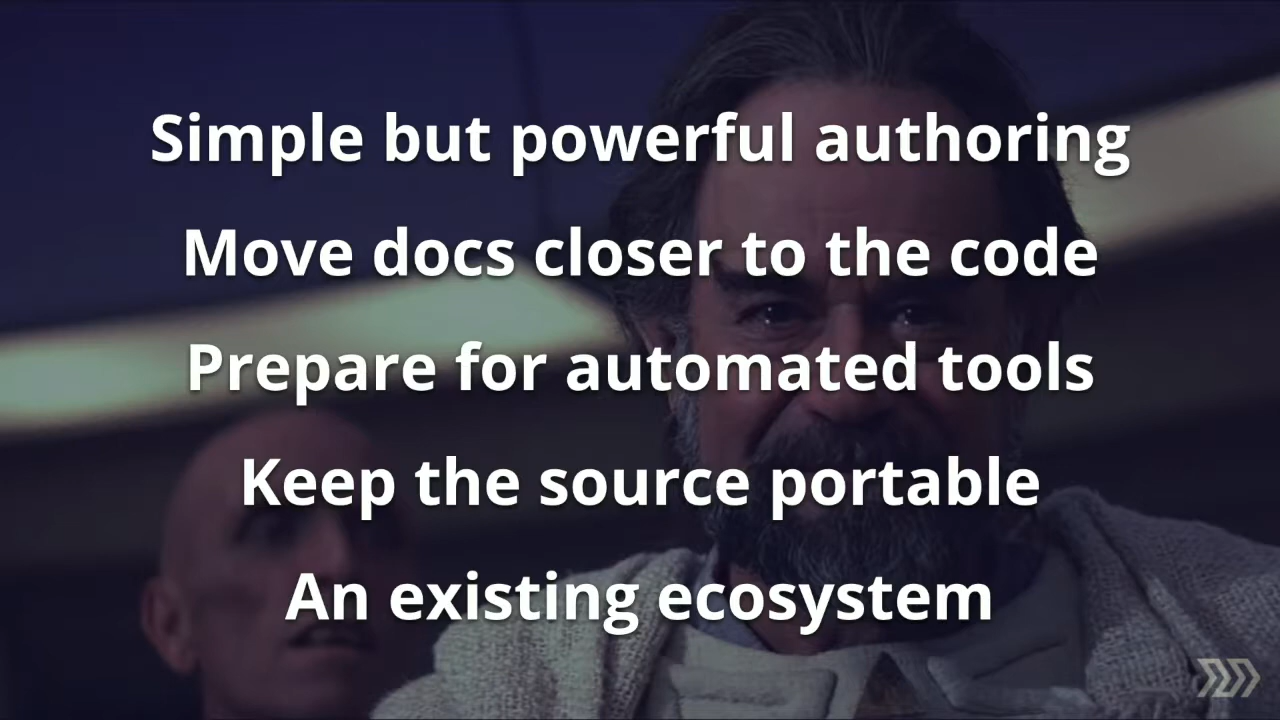 Simple but powerful authoring
Move docs closer to the code
Prepare for automated tools
Keep the source portable
An existing ecosystem